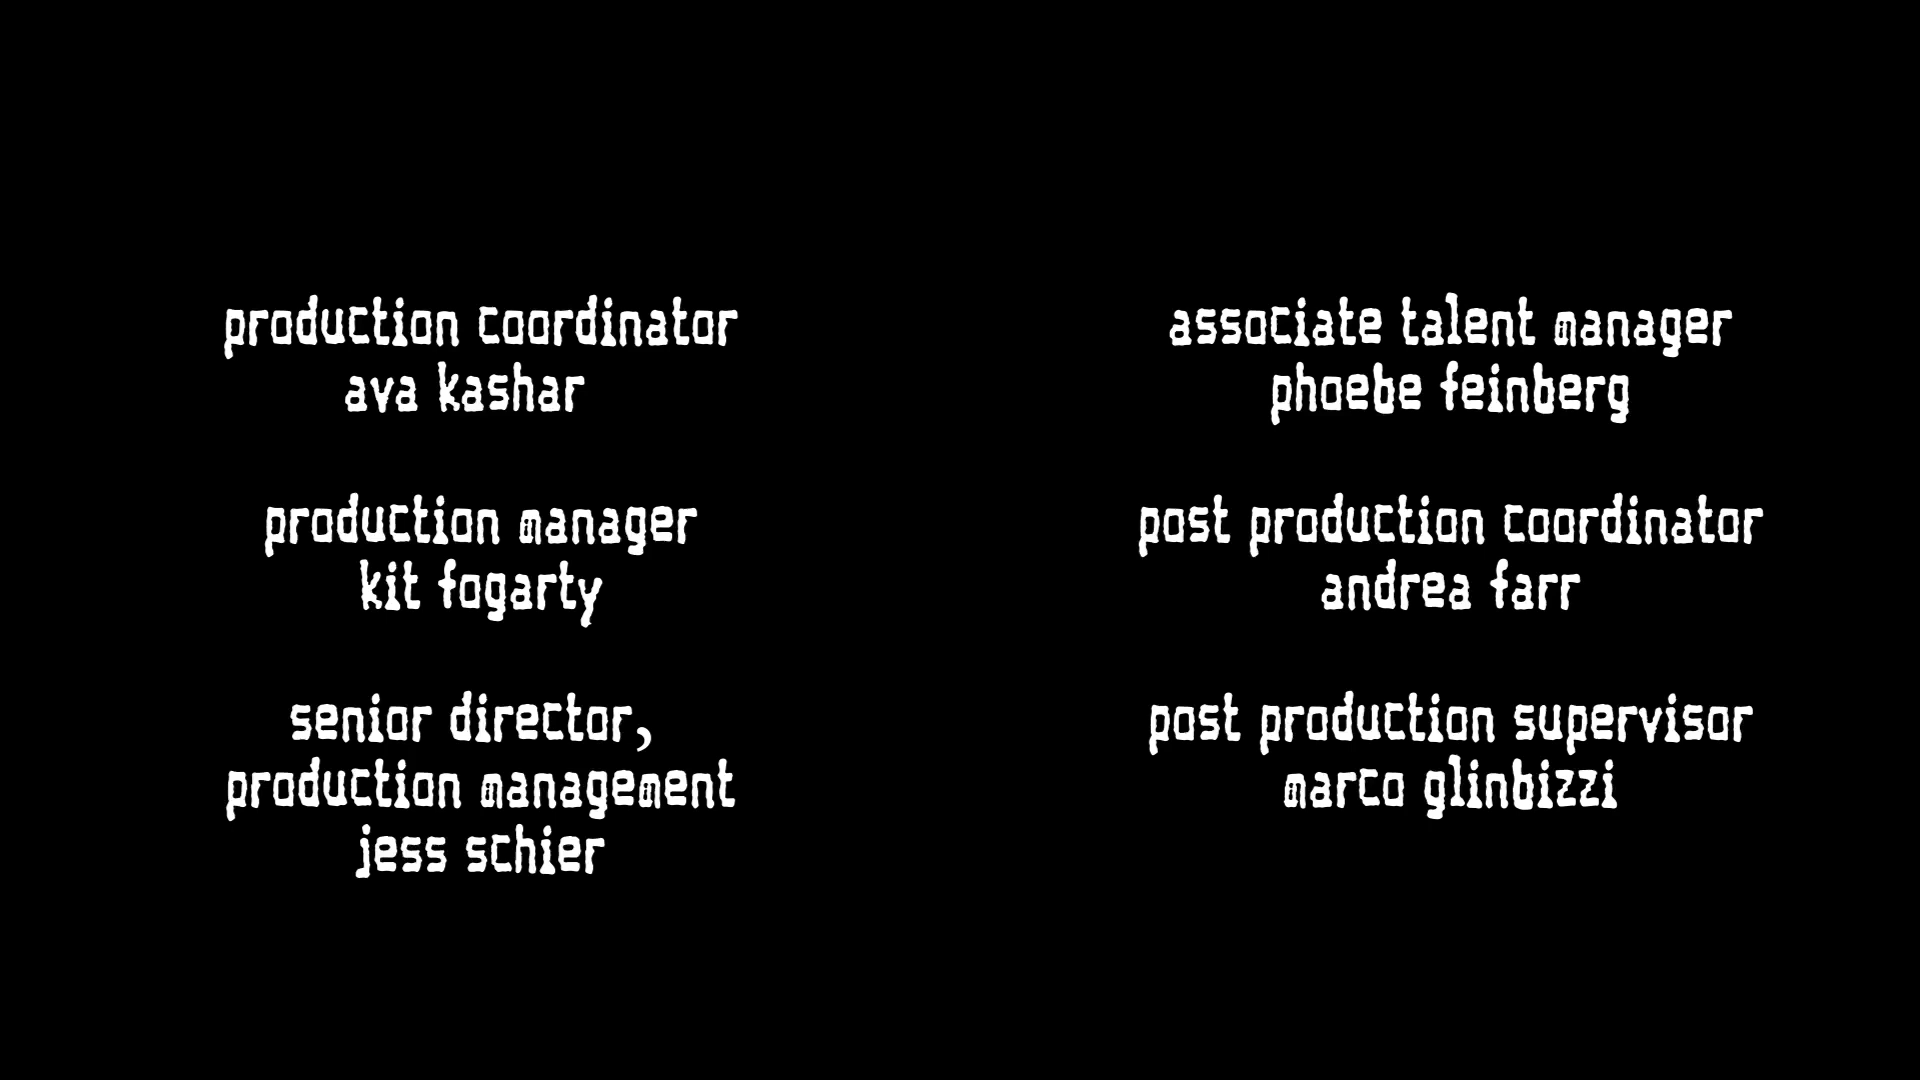 production coordinator
ava kashar
production manager
kit fogarty
senior director,
production management
jess schier
associate talent manager
phoebe feinberg
post production coordinator
andrea farr
post production supervisor
marco glinbizzi